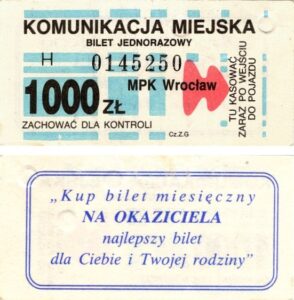 KOMUNIKACJA MIEJSKA
BILET JEDNORAZOWY
H 0145250
MPK Wrocław
1000 ZŁ
ZACHOWAĆ DLA KONTROLI
Cz.Z.G
TU KASOWAĆ
ZARAZ PO WEJŚCIU
DO POJAZDU
„Kup bilet miesięczny
NA OKAZICIELA
najlepszy bilet
dla Ciebie i Twojej rodziny"